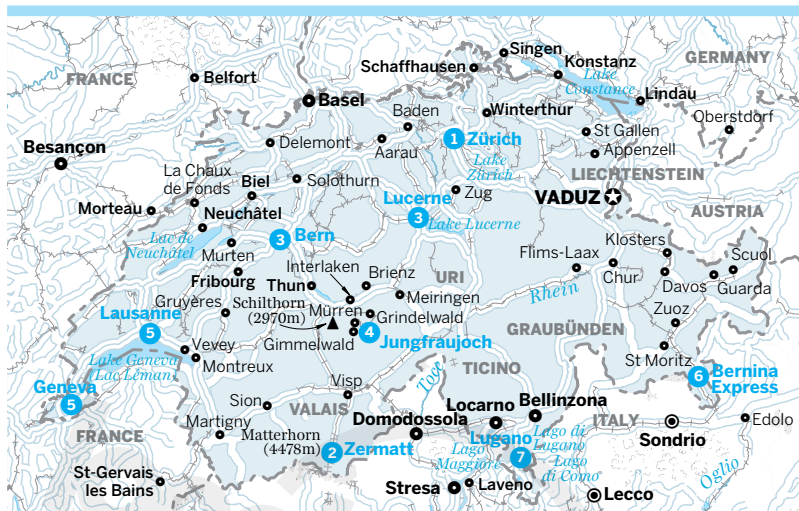 Singen
Schaffhausen
Konstanz
GERMANY
FRANCE
Belfort
Lake
Constance
Basel
Winterthur
Lindau
Baden
Oberstdorf
Besançon
Delemont
Aarau
1 Zürich
St Gallen
Appenzell
Lake
Zürich
La Chaux
de Fonds
Biel
Solothurn
LIECHTENSTEIN
Lucerne
3
Zug
VADUZ
Morteau
Neuchâtel
Lake Lucerne
AUSTRIA
Lac de
Neuchâtel
3 Bern
Murten
Interlaken
Klosters
Flims-Laax
Scuol
Fribourg
Thun
Brienz
URI
Chur
Rhein
Davos
Guarda
Gruyères
Schilthorn
(2970m)
Mürren
Meiringen
Grindelwald
Zuoz
Lausanne
5
GRAUBÜNDEN
Gimmelwald
4
Jungfraujoch
St Moritz
Vevey
Lake Geneva
(Lac Léman)
Montreux
Toce
TICINO
6 Bernina
Express
Geneva
5
Visp
Sion
VALAIS
Locarno
Bellinzona
Martigny
Domodossola
ITALY
Edolo
FRANCE
Matterhorn
(4478m)
2 Zermatt
Lugano
7
Lago di
Lugano
Sondrio
Lago
Maggiore
Lago
di Como
St-Gervais
les Bains
Stresa
Laveno
Lecco
Oglio